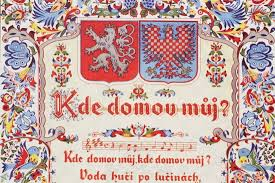 Kde domov můj?
Kde domov můj, kde domov můj?
Voda hučí po lučinách,